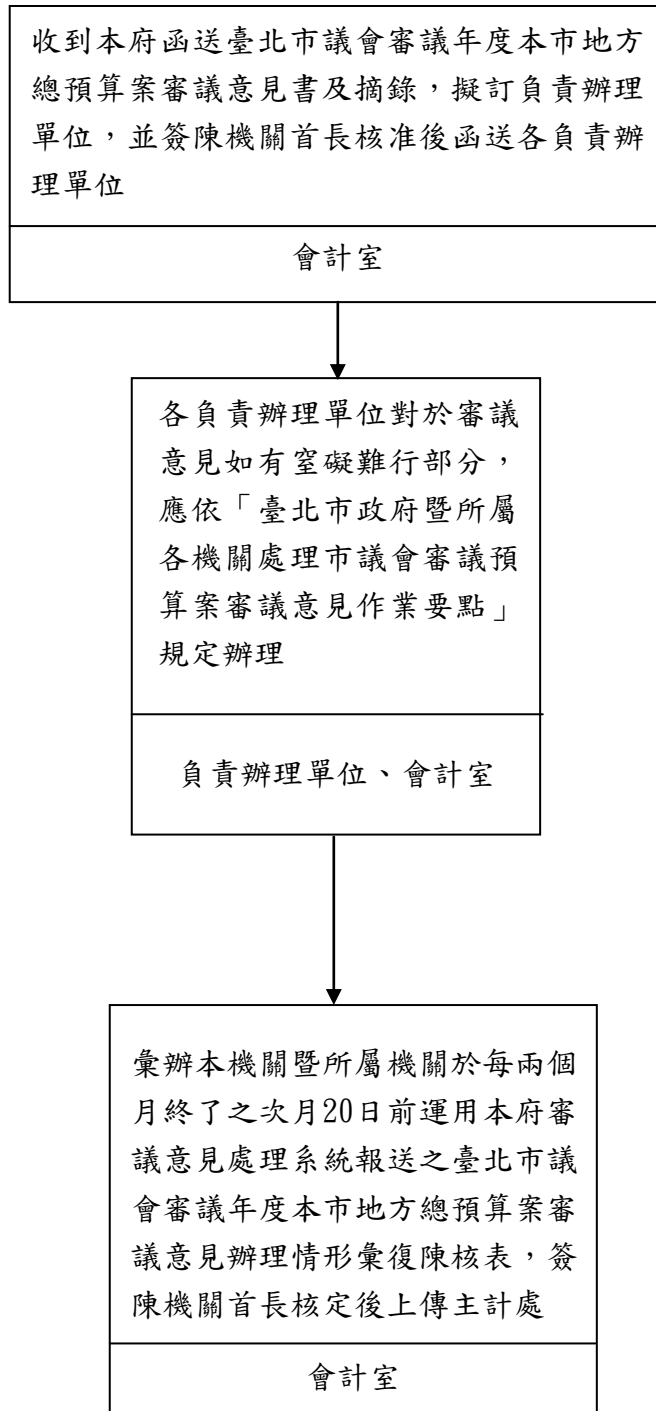 收到本府函送臺北市議會審議年度本市地方
總預算案審議意見書及摘錄，擬訂負責辦理
單位，並簽陳機關首長核准後函送各負責辦
理單位
會計室
各負責辦理單位對於審議
意見如有窒礙難行部分，
應依「臺北市政府暨所屬
各機關處理市議會審議預
算案審議意見作業要點」
規定辦理
負責辦理單位、會計室
彙辦本機關暨所屬機關於每兩個
月終了之次月20日前運用本府審
議意見處理系統報送之臺北市議
會審議年度本市地方總預算案審
議意見辦理情形彙復陳核表，簽
陳機關首長核定後上傳主計處
會計室